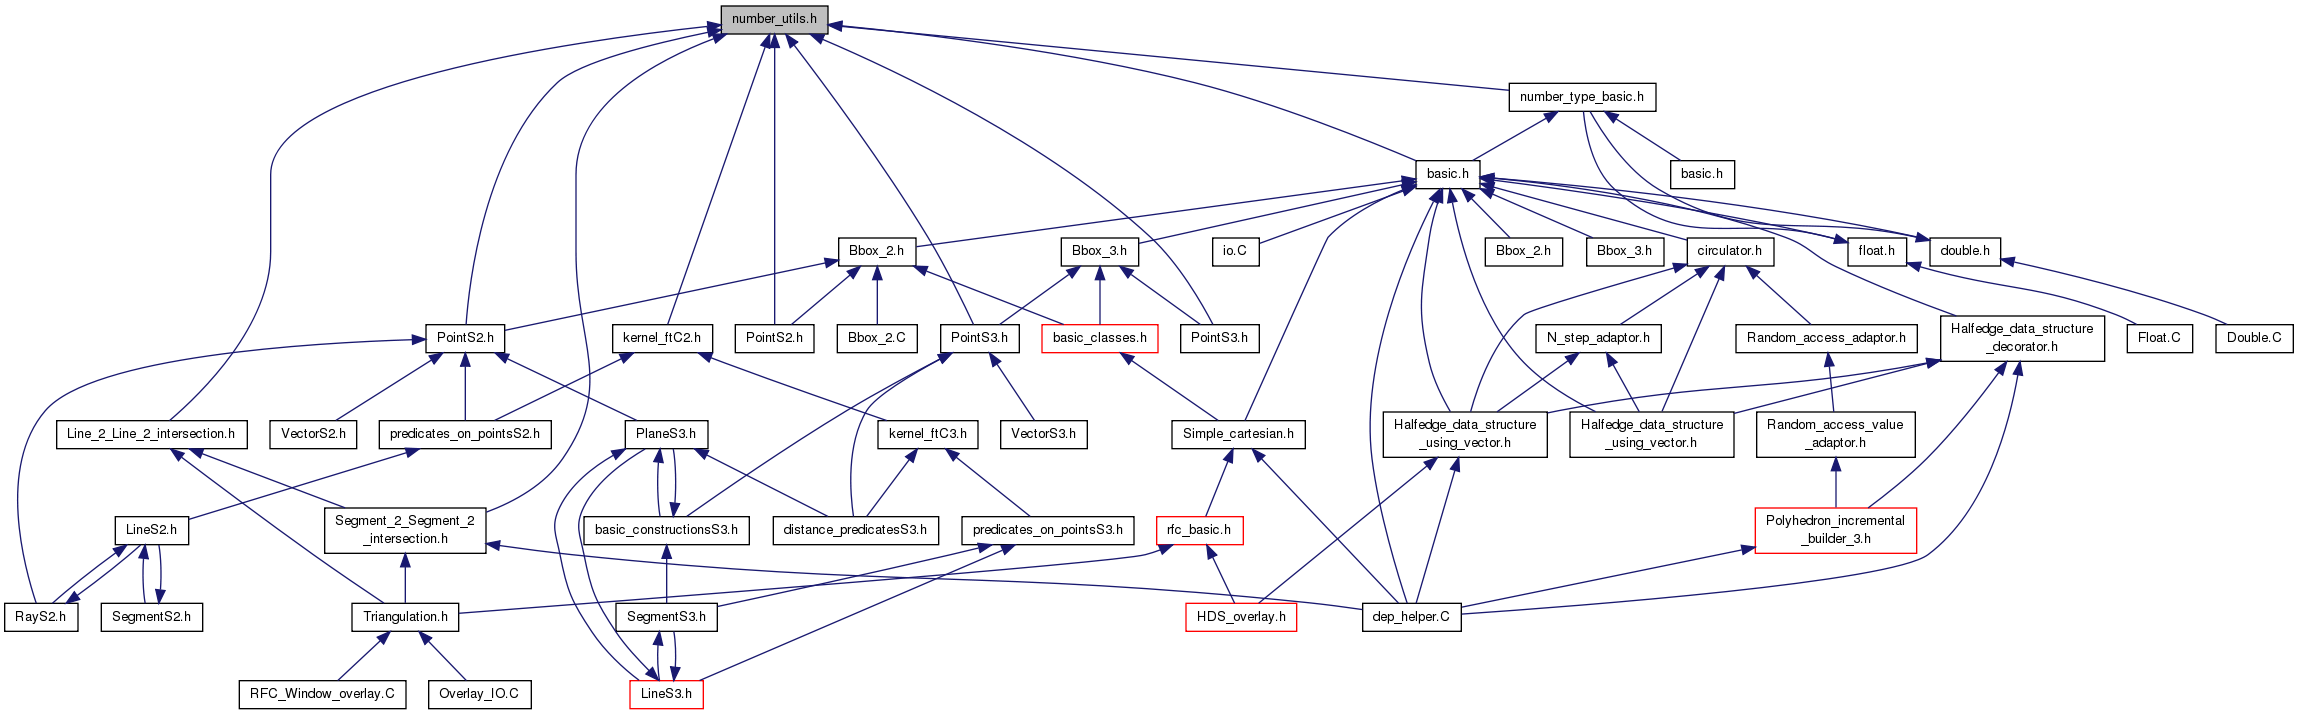 number_utils.h
number_type_basic.h
basic.h
basic.h
Bbox_2.h
Bbox_3.h
io.C
Bbox_2.h
Bbox_3.h
circulator.h
float.h
double.h
PointS2.h
kernel_ftC2.h
PointS2.h
Bbox_2.C
PointS3.h
basic_classes.h
PointS3.h
N_step_adaptor.h
Random_access_adaptor.h
Halfedge_data_structure
_decorator.h
Float.C
Double.C
Line_2_Line_2_intersection.h
VectorS2.h
predicates_on_pointsS2.h
PlaneS3.h
kernel_ftC3.h
VectorS3.h
Simple_cartesian.h
Halfedge_data_structure
_using_vector.h
Halfedge_data_structure
_using_vector.h
Random_access_value
_adaptor.h
LineS2.h
Segment_2_Segment_2
_intersection.h
basic_constructionsS3.h
distance_predicatesS3.h
predicates_on_pointsS3.h
rfc_basic.h
Polyhedron_incremental
_builder_3.h
RayS2.h
SegmentS2.h
Triangulation.h
SegmentS3.h
HDS_overlay.h
dep_helper.C
RFC_Window_overlay.C
Overlay_IO.C
LineS3.h